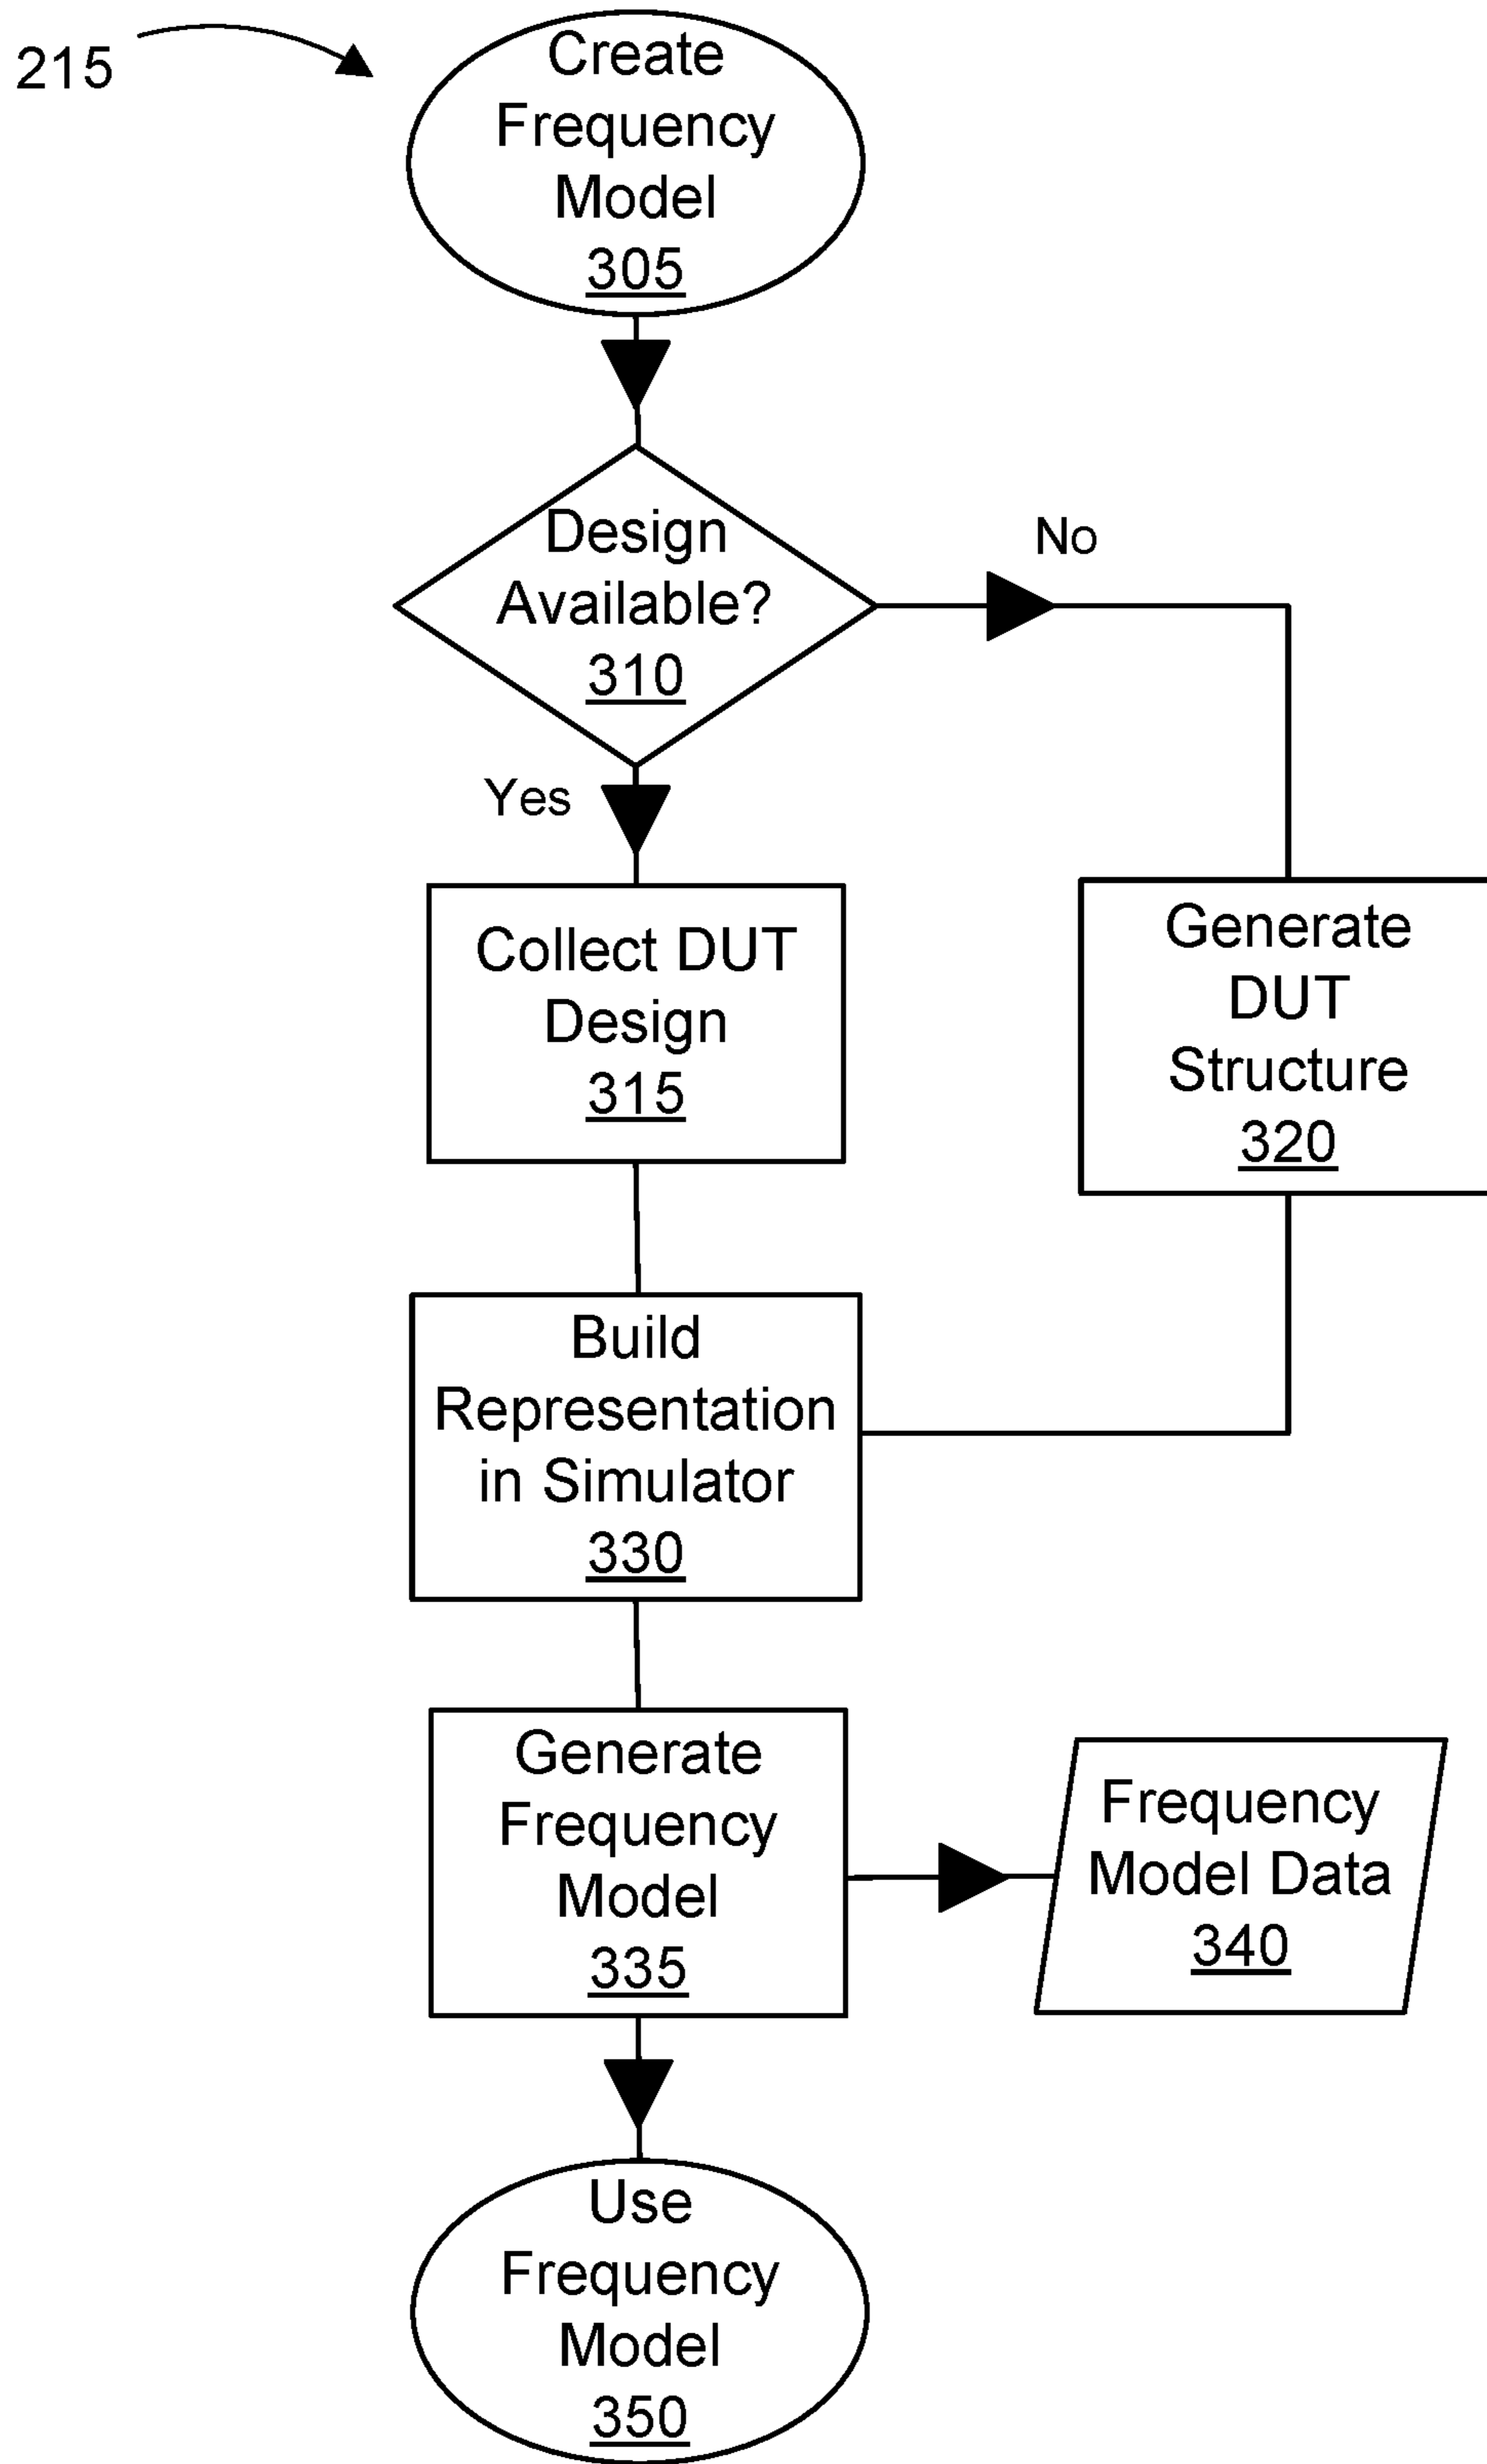 215
Create
Frequency
Model
305
Design
Available?
310
No
Yes
Collect DUT
Design
315
Generate
DUT
Structure
320
Build
Representation
in Simulator
330
Generate
Frequency
Model
335
Frequency
Model Data
340
Use
Frequency
Model
350